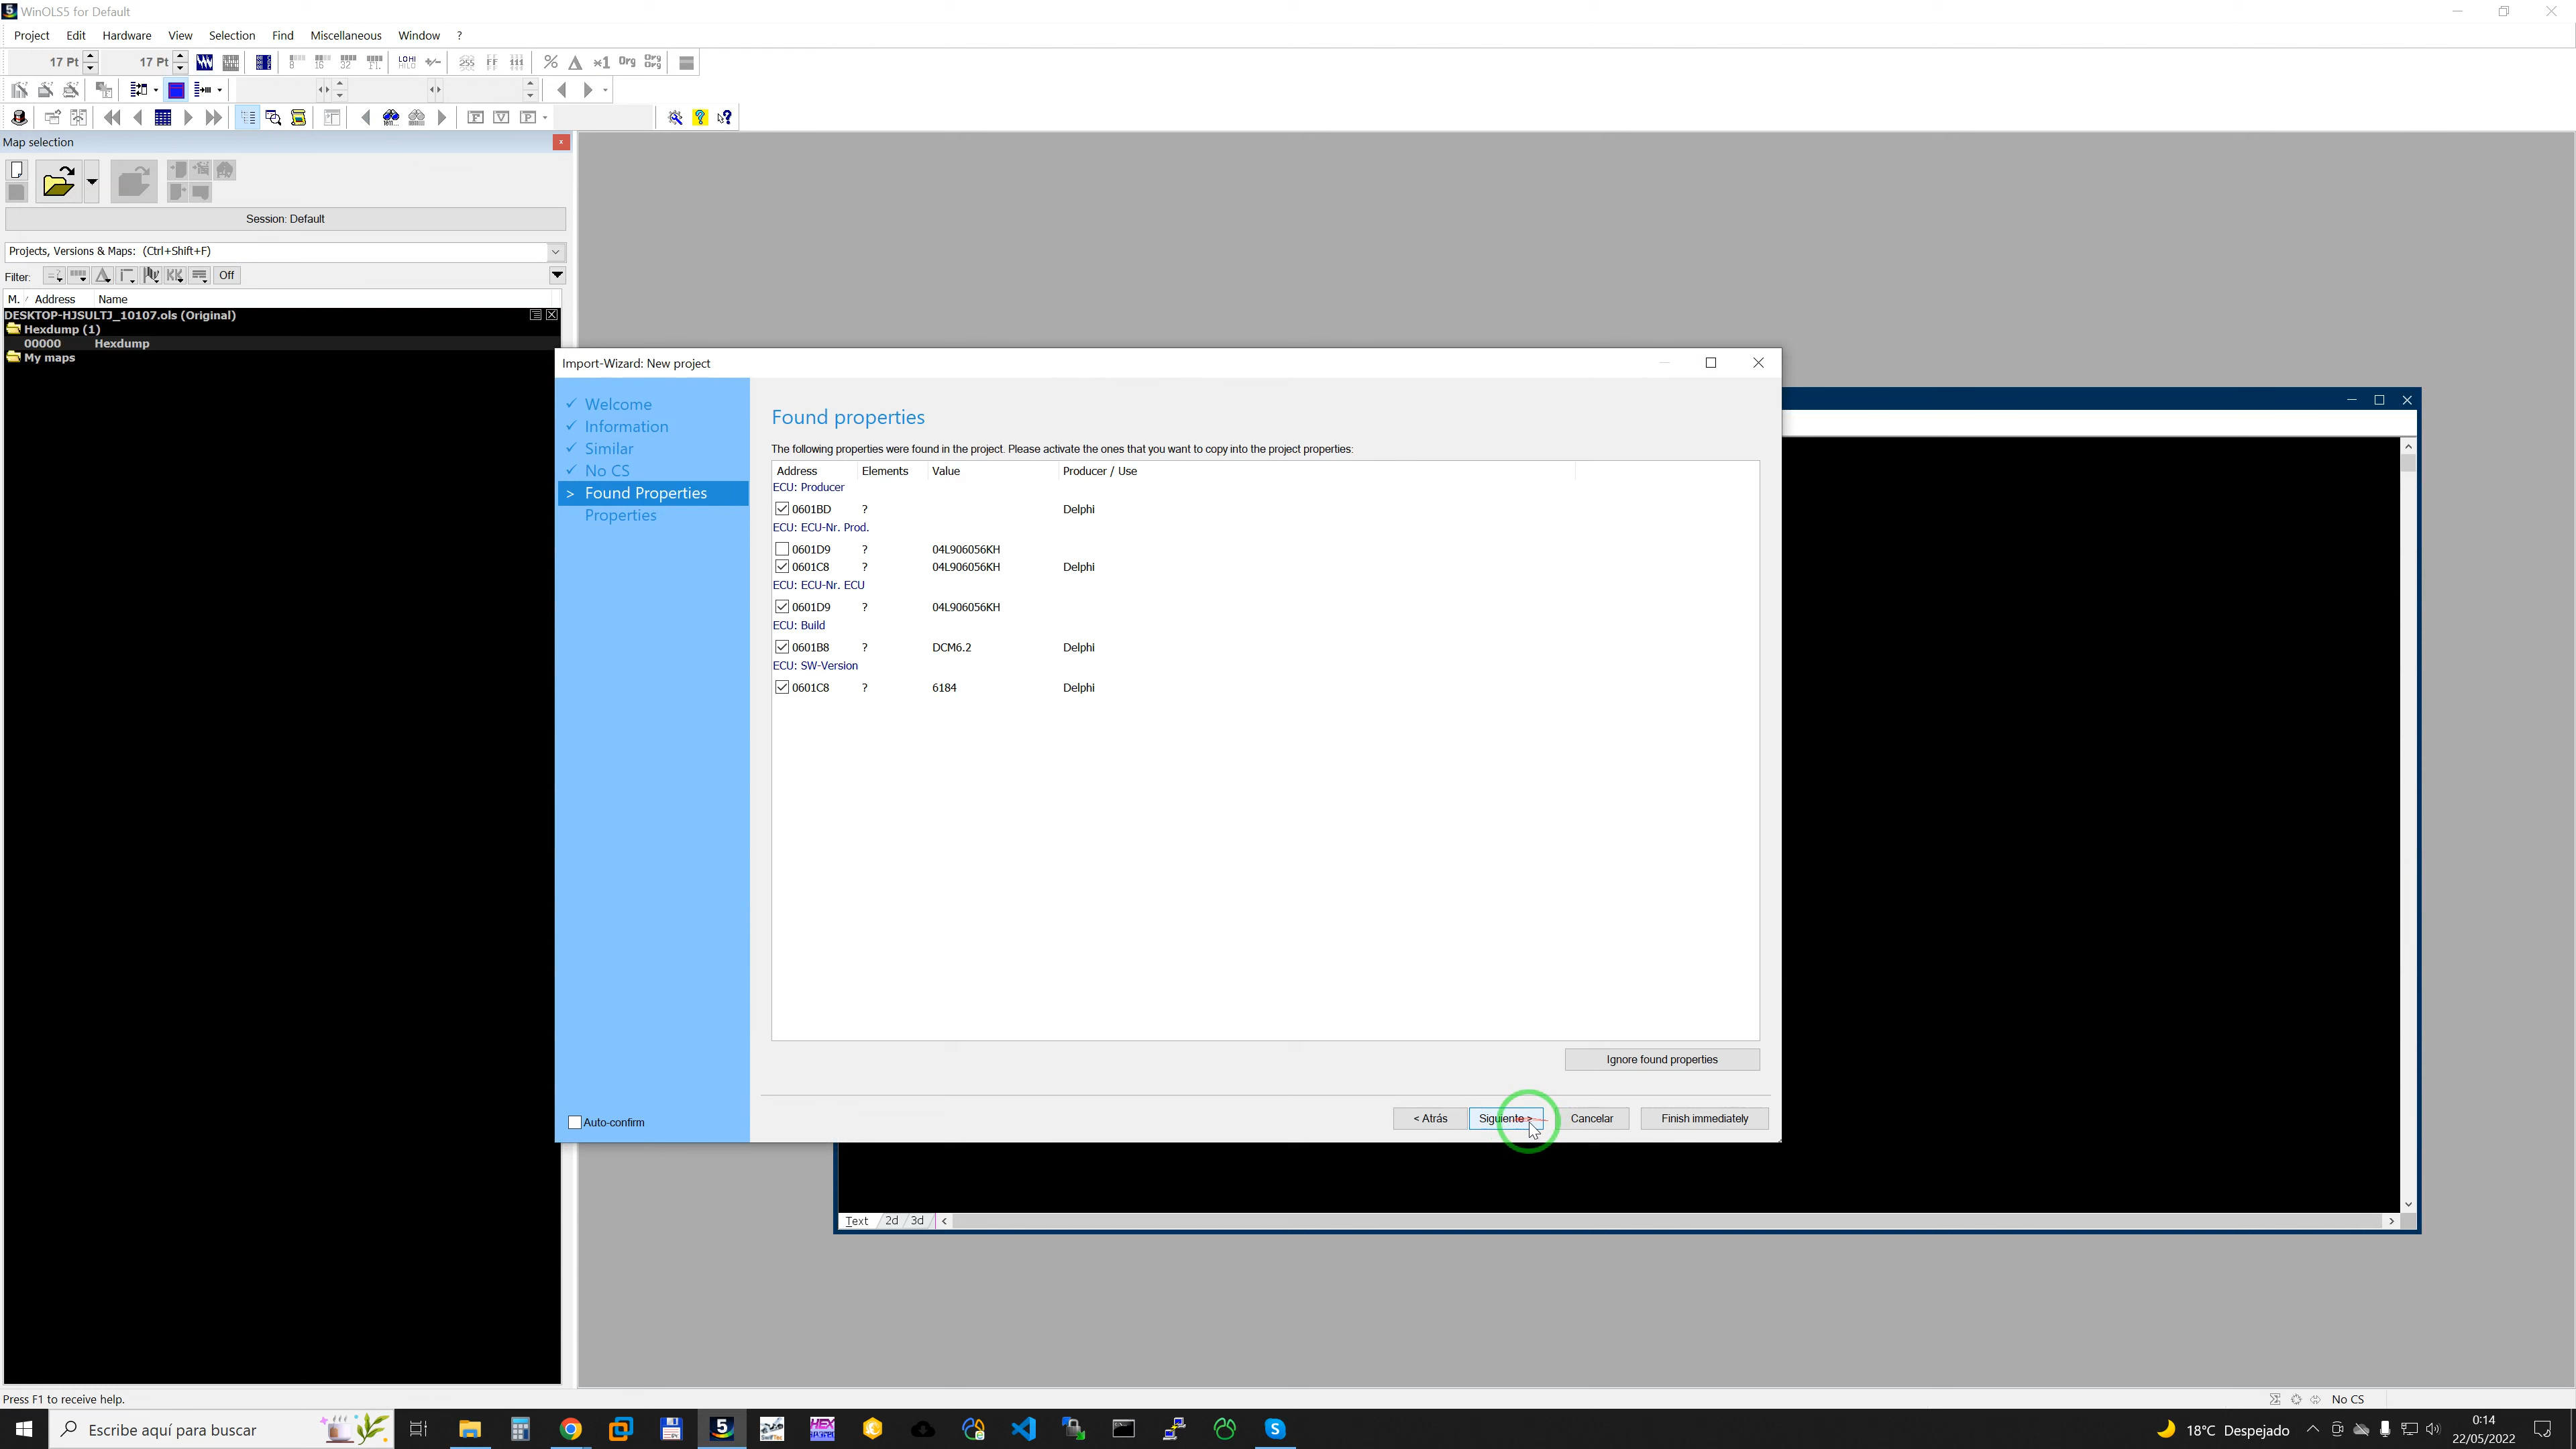 WinOLS5 for Default
Project Edit Hardware View Selection Find Miscellaneous Window ?
17 Pt 17 Pt
Map selection
Session: Default
Projects, Versions & Maps: (Ctrl+Shift+F)
Filter: Off
M. Address Name
DESKTOP-HJSULTJ_10107.ols (Original)
Hexdump (1)
00000 Hexdump
My maps
Import-Wizard: New project
Welcome
Information
Similar
No CS
> Found Properties
Properties
Auto-confirm
Found properties
The following properties were found in the project. Please activate the ones that you want to copy into the project properties:
Address Elements Value Producer / Use
ECU: Producer
0601BD ? Delphi
ECU: ECU-Nr. Prod.
0601D9 ? 04L906056KH
0601C8 ? 04L906056KH Delphi
ECU: ECU-Nr. ECU
0601D9 ? 04L906056KH
ECU: Build
0601B8 ? DCM6.2 Delphi
ECU: SW-Version
0601C8 ? 6184 Delphi
Ignore found properties
< Atrás Siguiente > Cancelar Finish immediately
Text 2d 3d
Press F1 to receive help.
No CS
Escribe aquí para buscar
18°C Despejado
0:14
22/05/2022